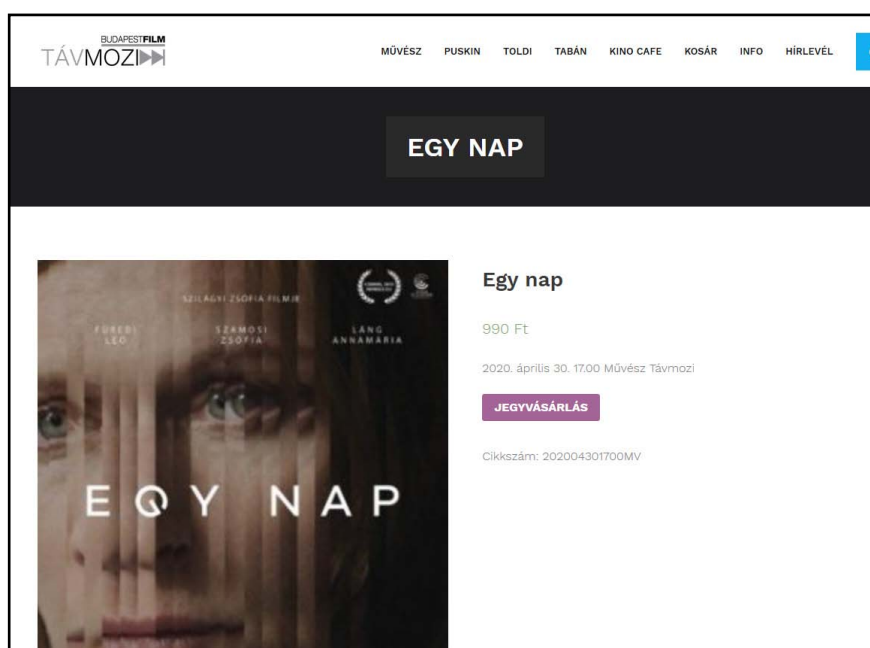 BUDAPESTFILM
TÁVMOZI
MŰVÉSZ PUSKIN TOLDI TABÁN KINO CAFE KOSÁR INFO HÍRLEVÉL
EGY NAP
SZILÁGYI ZSÓFIA FILMJE
FÜREDI LEÓ
SZAMOSI ZSÓFIA
LÁNG ANNAMÁRIA
EGY NAP
Egy nap
990 Ft
2020. április 30. 17.00 Művész Távmozi
JEGYVÁSÁRLÁS
Cikkszám: 202004301700MV